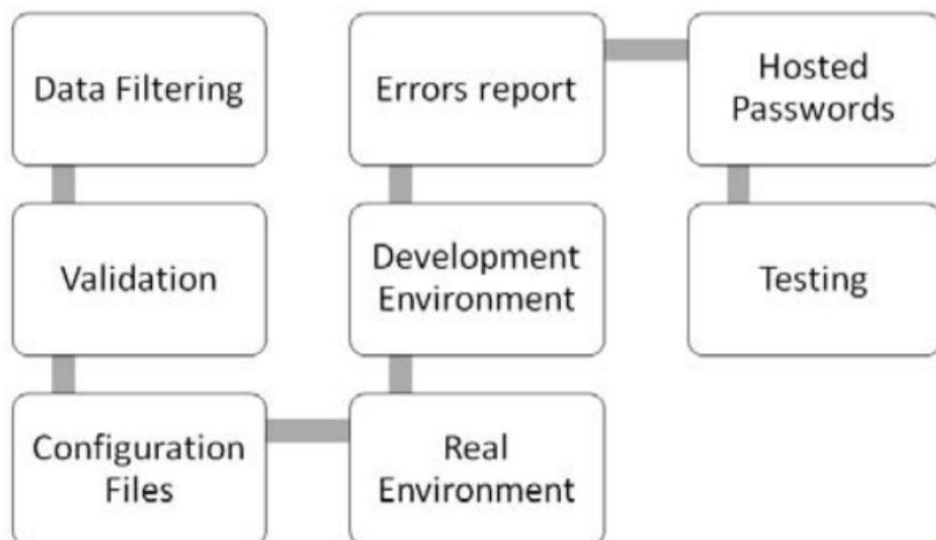 Data Filtering
Validation
Configuration
Files
Real
Environment
Development
Environment
Errors report
Hosted
Passwords
Testing